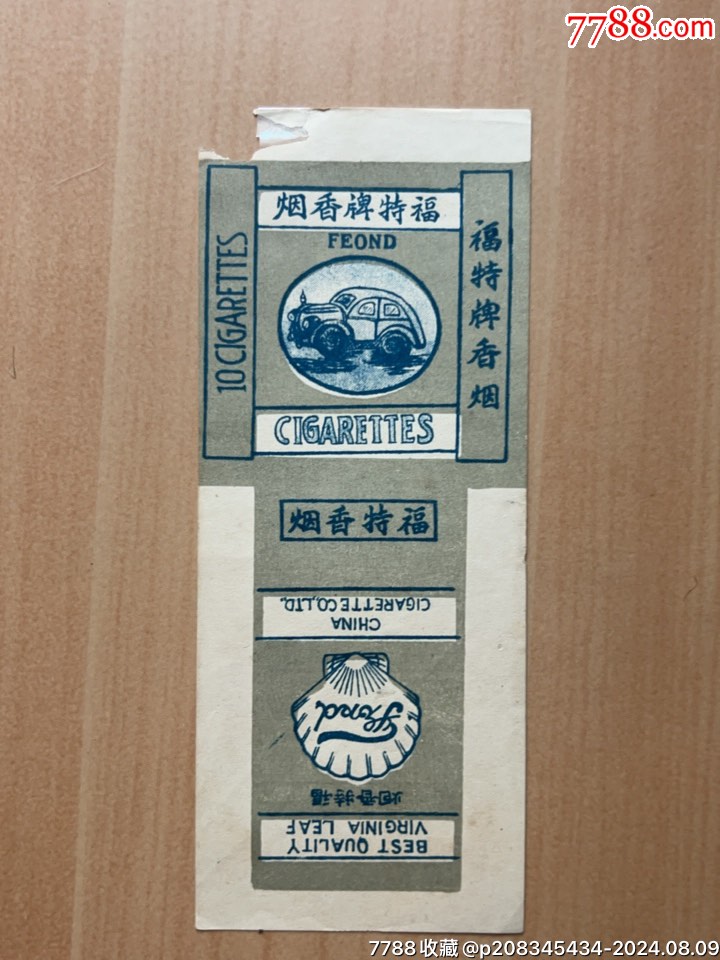 7788.com
10 CIGARETTES
烟香牌特福
FEOND
CIGARETTES
福特牌香烟
烟香特福
CHINA
CIGARETTE CO., LTD.
Ford
福特香烟
BEST QUALITY
VIRGINIA LEAF
7788收藏@p208345434-2024.08.09